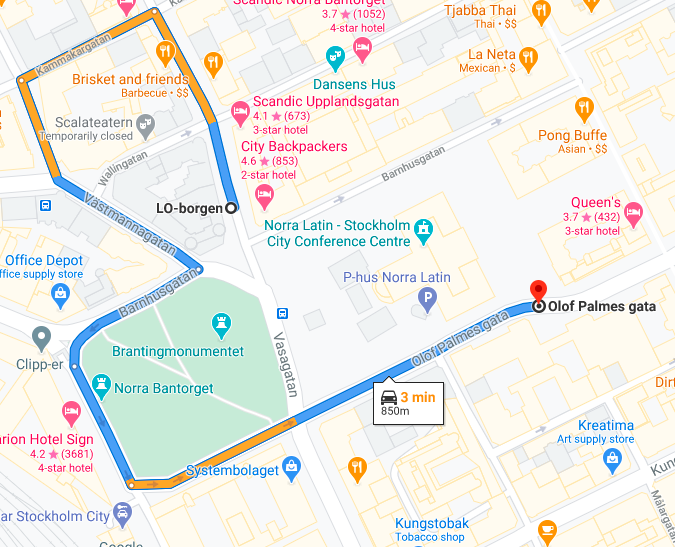 Scandic Norra Bantorget
3.7 ★ (1052)
4-star hotel
Tjabba Thai
Thai • $$
Kammakargatan
La Neta
Mexican • $
Brisket and friends
Barbecue • $$
Dansens Hus
Scandic Upplandsgatan
4.1 ★ (673)
3-star hotel
Scalateatern
Temporarily closed
Pong Buffe
Asian • $$
City Backpackers
4.6 ★ (853)
2-star hotel
Wallingatan
Barnhusgatan
LO-borgen
Västmannagatan
Queen's
3.7 ★ (432)
3-star hotel
Norra Latin - Stockholm
City Conference Centre
Office Depot
ffice supply store
P-hus Norra Latin
P
Barnhusgatan
Olof Palmes gata
Olof Palmes gata
Brantingmonumentet
Vasagatan
Clipp-er
Norra Bantorget
3 min
850m
Dirt
arion Hotel Sign
4.2 ★ (3681)
4-star hotel
Kreatima
Art supply store
Systembolaget
Kung
Målargatan
ar Stockholm City
Kungstobak
Tobacco shop
Google